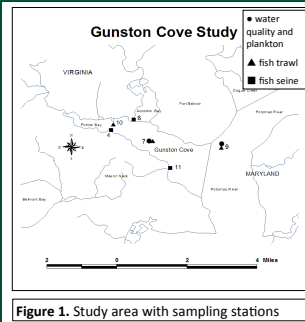 Gunston Cove Study
● water
quality and
plankton
▲ fish trawl
■ fish seine
VIRGINIA
Accotink Bay
Fort Belvoir
Dogue Creek
Potomac River
Pohick Bay
10
6
4
7
9
Gunston Cove
11
Mason Neck
MARYLAND
Potomac River
Belmont Bay
N
S
2 0 2 4 Miles
Figure 1. Study area with sampling stations